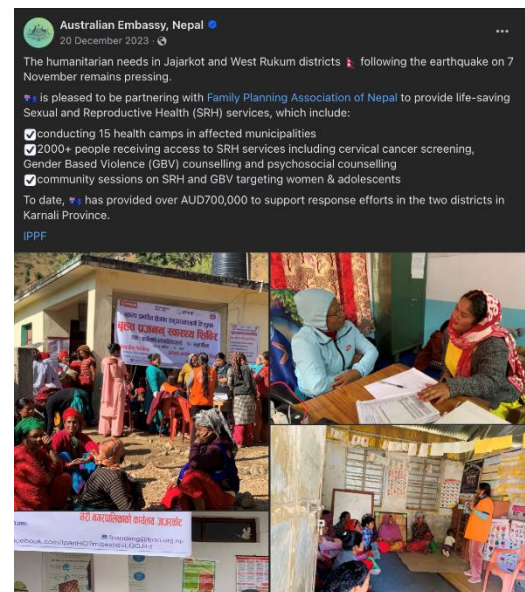 Australian Embassy, Nepal
20 December 2023 ·
The humanitarian needs in Jajarkot and West Rukum districts 🇳🇵 following the earthquake on 7
November remains pressing.
🇦🇺 is pleased to be partnering with Family Planning Association of Nepal to provide life-saving
Sexual and Reproductive Health (SRH) services, which include:
☑conducting 15 health camps in affected municipalities
☑2000+ people receiving access to SRH services including cervical cancer screening,
Gender Based Violence (GBV) counselling and psychosocial counselling
☑community sessions on SRH and GBV targeting women & adolescents
To date, 🇦🇺 has provided over AUD700,000 to support response efforts in the two districts in
Karnali Province.
IPPF
बृहत प्रजनन स्वास्थ्य शिविर
भेरी नगरपालिकाको कार्यालय जाजरकोट